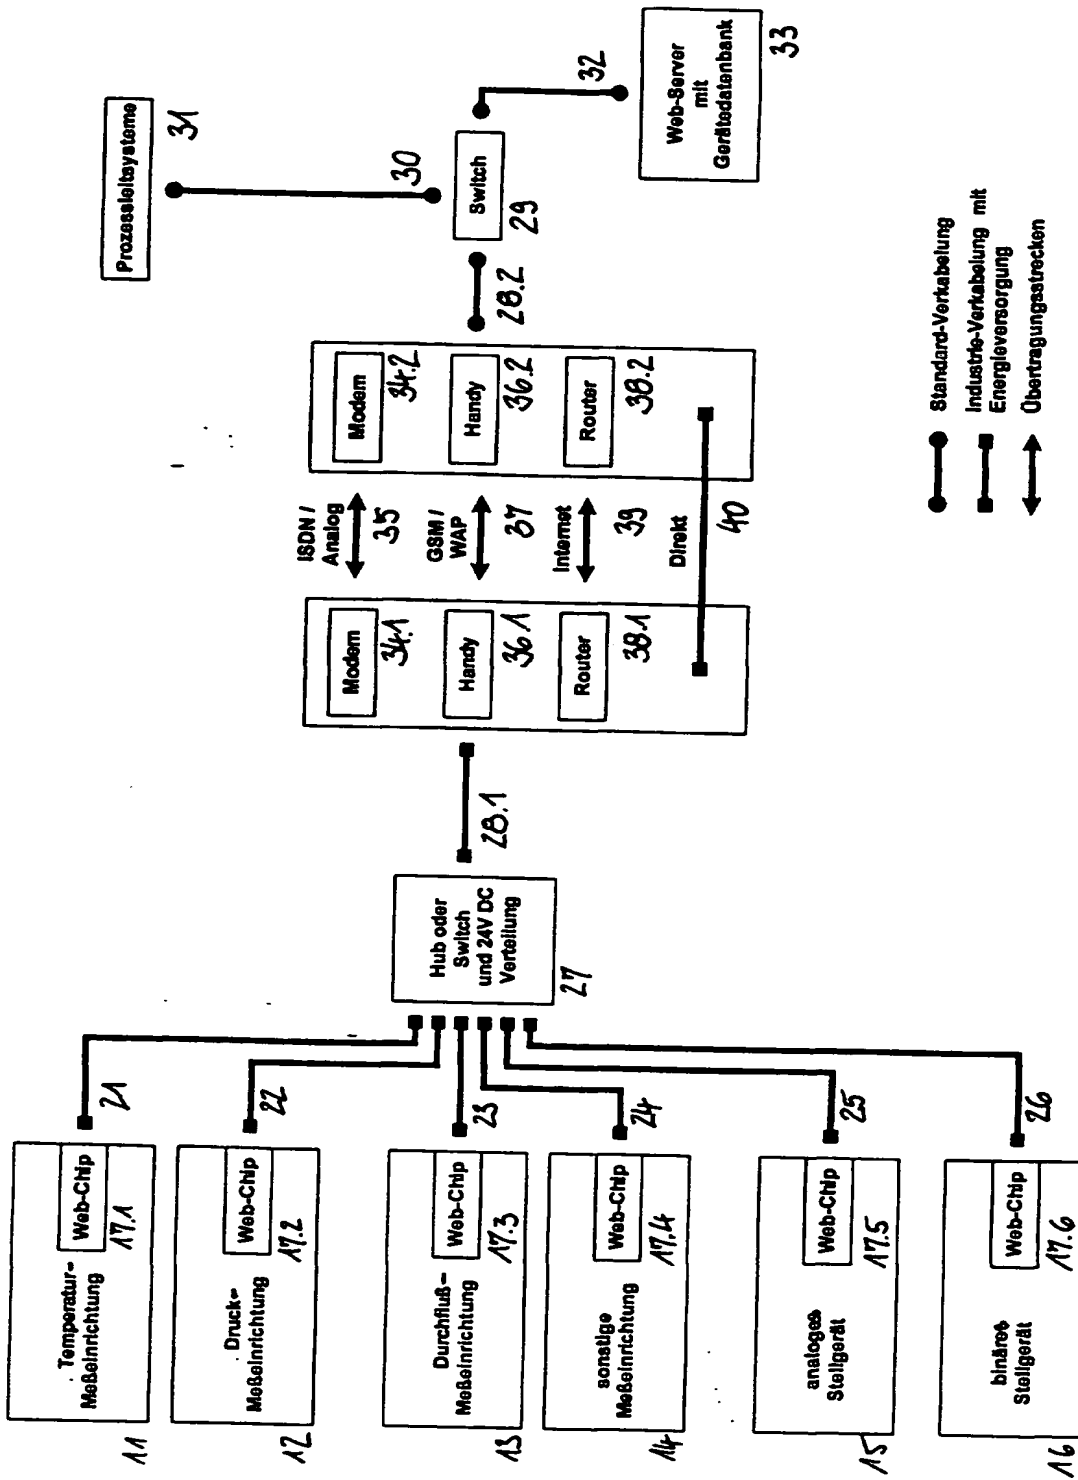 Temperatur-
Meßeinrichtung
Web-Chip
17.1
11
21
Druck-
Meßeinrichtung
Web-Chip
17.2
12
22
Durchfluß-
Meßeinrichtung
Web-Chip
17.3
13
23
sonstige
Meßeinrichtung
Web-Chip
17.4
14
24
analoges
Stellgerät
Web-Chip
17.5
15
25
binäres
Stellgerät
Web-Chip
17.6
16
26
Hub oder
Switch
und 24V DC
Verteilung
27
28.1
Modem
34.1
Handy
36.1
Router
38.1
ISDN /
Analog
35
GSM /
WAP
37
Internet
39
Direkt
40
Modem
34.2
Handy
36.2
Router
38.2
28.2
Switch
29
30
Prozessleitsysteme
31
32
Web-Server
mit
Gerätedatenbank
33
Standard-Verkabelung
Industrie-Verkabelung mit
Energieversorgung
Übertragungsstrecken